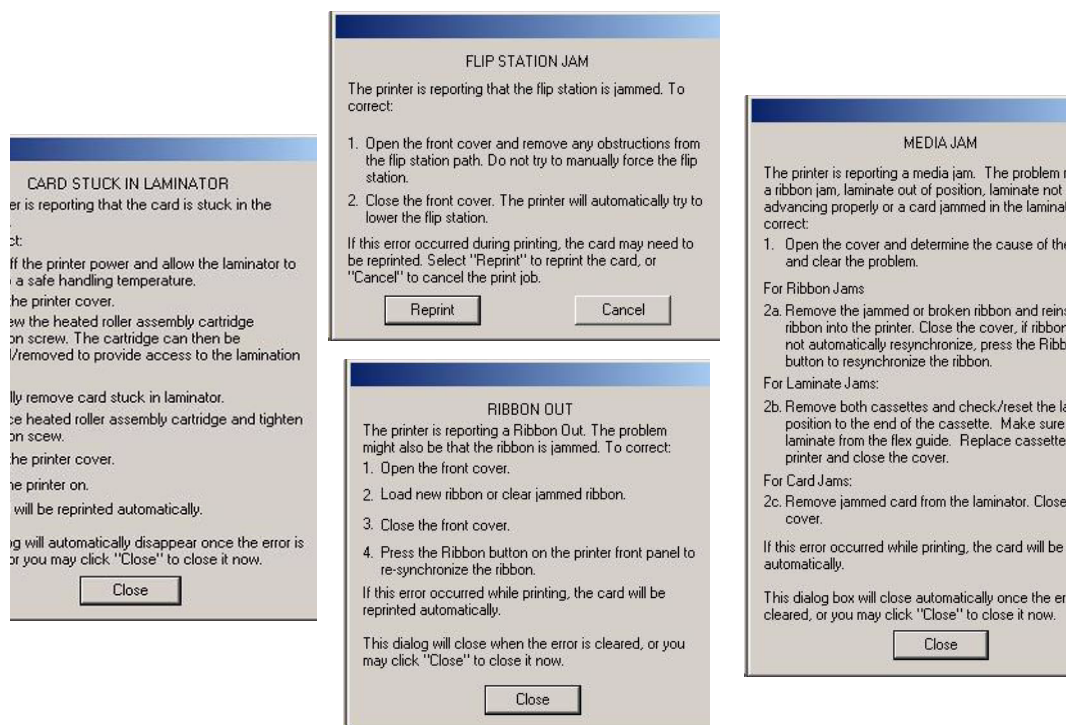 FLIP STATION JAM
The printer is reporting that the flip station is jammed. To
correct:
1. Open the front cover and remove any obstructions from
the flip station path. Do not try to manually force the flip
station.
2. Close the front cover. The printer will automatically try to
lower the flip station.
If this error occurred during printing, the card may need to
be reprinted. Select "Reprint" to reprint the card, or
"Cancel" to cancel the print job.
Reprint Cancel
CARD STUCK IN LAMINATOR
er is reporting that the card is stuck in the
ct:
ff the printer power and allow the laminator to
a safe handling temperature.
the printer cover.
ew the heated roller assembly cartridge
on screw. The cartridge can then be
/removed to provide access to the lamination
lly remove card stuck in laminator.
ce heated roller assembly cartridge and tighten
on scew.
the printer cover.
ne printer on.
will be reprinted automatically.
og will automatically disappear once the error is
or you may click "Close" to close it now.
Close
RIBBON OUT
The printer is reporting a Ribbon Out. The problem
might also be that the ribbon is jammed. To correct:
1. Open the front cover.
2. Load new ribbon or clear jammed ribbon.
3. Close the front cover.
4. Press the Ribbon button on the printer front panel to
re-synchronize the ribbon.
If this error occurred while printing, the card will be
reprinted automatically.
This dialog will close when the error is cleared, or you
may click "Close" to close it now.
Close
MEDIA JAM
The printer is reporting a media jam. The problem
a ribbon jam, laminate out of position, laminate not
advancing properly or a card jammed in the laminat
correct:
1. Open the cover and determine the cause of the
and clear the problem.
For Ribbon Jams
2a. Remove the jammed or broken ribbon and reins
ribbon into the printer. Close the cover, if ribbon
not automatically resynchronize, press the Ribb
button to resynchronize the ribbon.
For Laminate Jams:
2b. Remove both cassettes and check/reset the la
position to the end of the cassette. Make sure
laminate from the flex guide. Replace cassette
printer and close the cover.
For Card Jams:
2c. Remove jammed card from the laminator. Close
cover.
If this error occurred while printing, the card will be
automatically.
This dialog box will close automatically once the er
cleared, or you may click "Close" to close it now.
Close